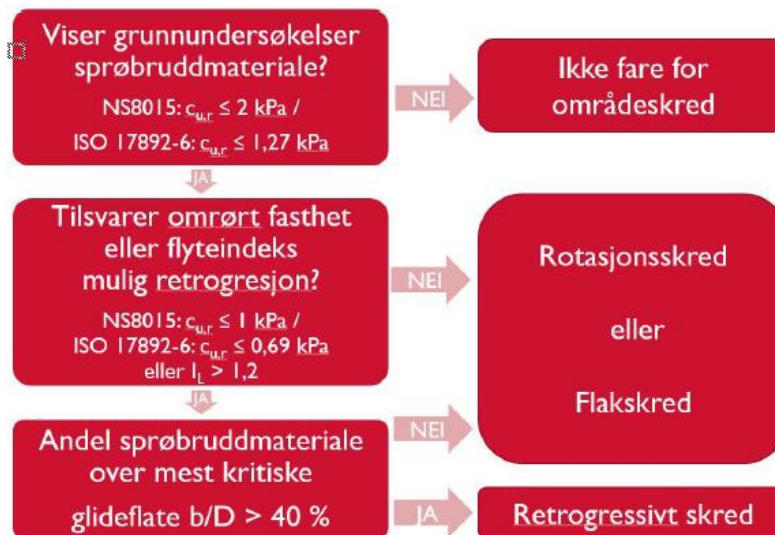 Viser grunnundersøkelser
sprøbruddmateriale?
NS8015: cu,r ≤ 2 kPa /
ISO 17892-6: cu,r ≤ 1,27 kPa
NEI
Ikke fare for
områdeskred
JA
Tilsvarer omrørt fasthet
eller flyteindeks
mulig retrogresjon?
NS8015: cu,r ≤ 1 kPa /
ISO 17892-6: cu,r ≤ 0,69 kPa
eller IL > 1,2
NEI
Rotasjonsskred
eller
Flakskred
JA
Andel sprøbruddmateriale
over mest kritiske
glideflate b/D > 40 %
NEI
JA
Retrogressivt skred